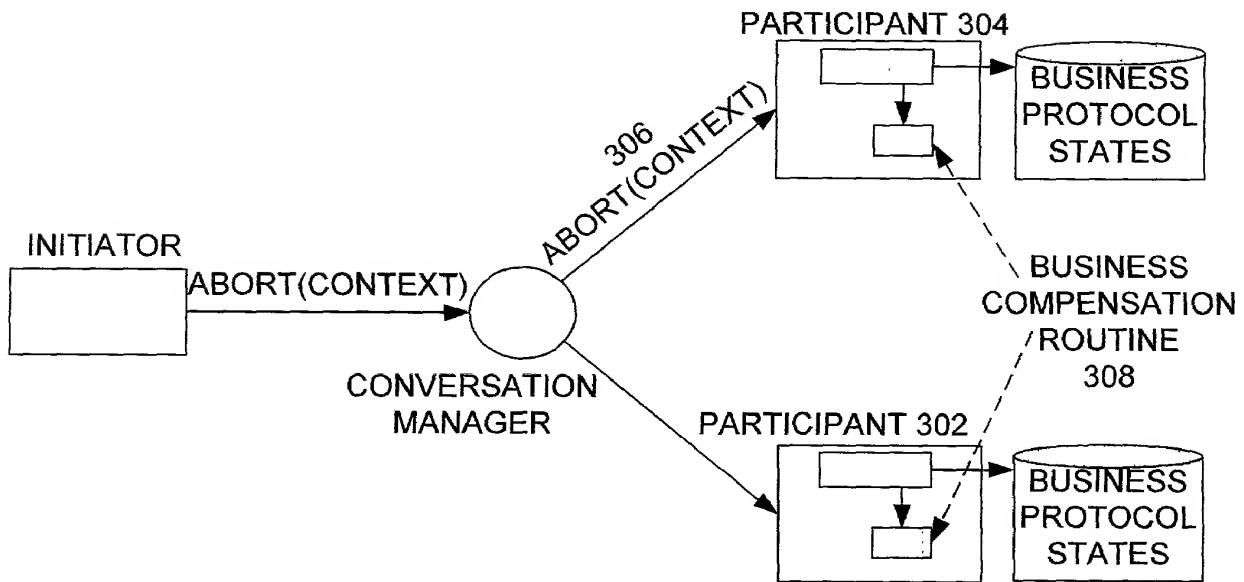 PARTICIPANT 304
BUSINESS
PROTOCOL
STATES
306
ABORT(CONTEXT)
INITIATOR
ABORT(CONTEXT)
CONVERSATION
MANAGER
BUSINESS
COMPENSATION
ROUTINE
308
PARTICIPANT 302
BUSINESS
PROTOCOL
STATES